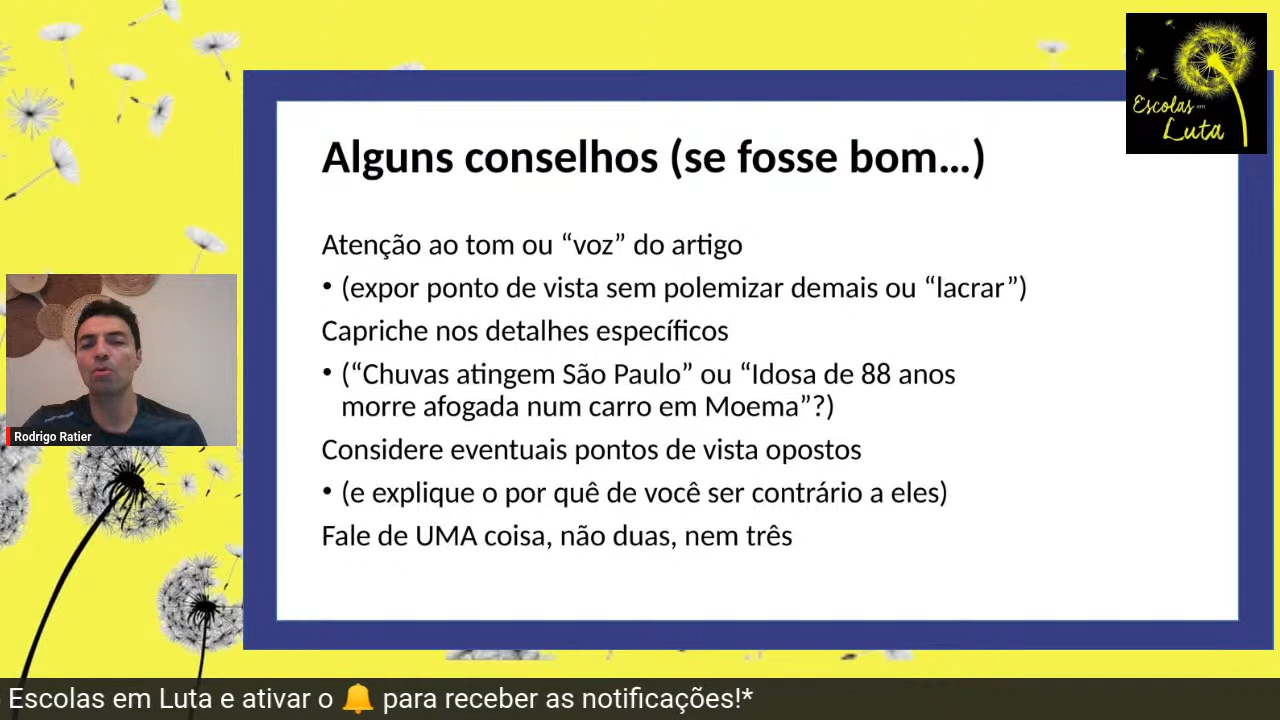 Escolas em
Luta
Alguns conselhos (se fosse bom...)
Atenção ao tom ou “voz” do artigo
• (expor ponto de vista sem polemizar demais ou “lacrar”)
Capriche nos detalhes específicos
• (“Chuvas atingem São Paulo” ou “Idosa de 88 anos
morre afogada num carro em Moema”?)
Considere eventuais pontos de vista opostos
• (e explique o por quê de você ser contrário a eles)
Fale de UMA coisa, não duas, nem três
Rodrigo Ratier
Escolas em Luta e ativar o 🔔 para receber as notificações!*